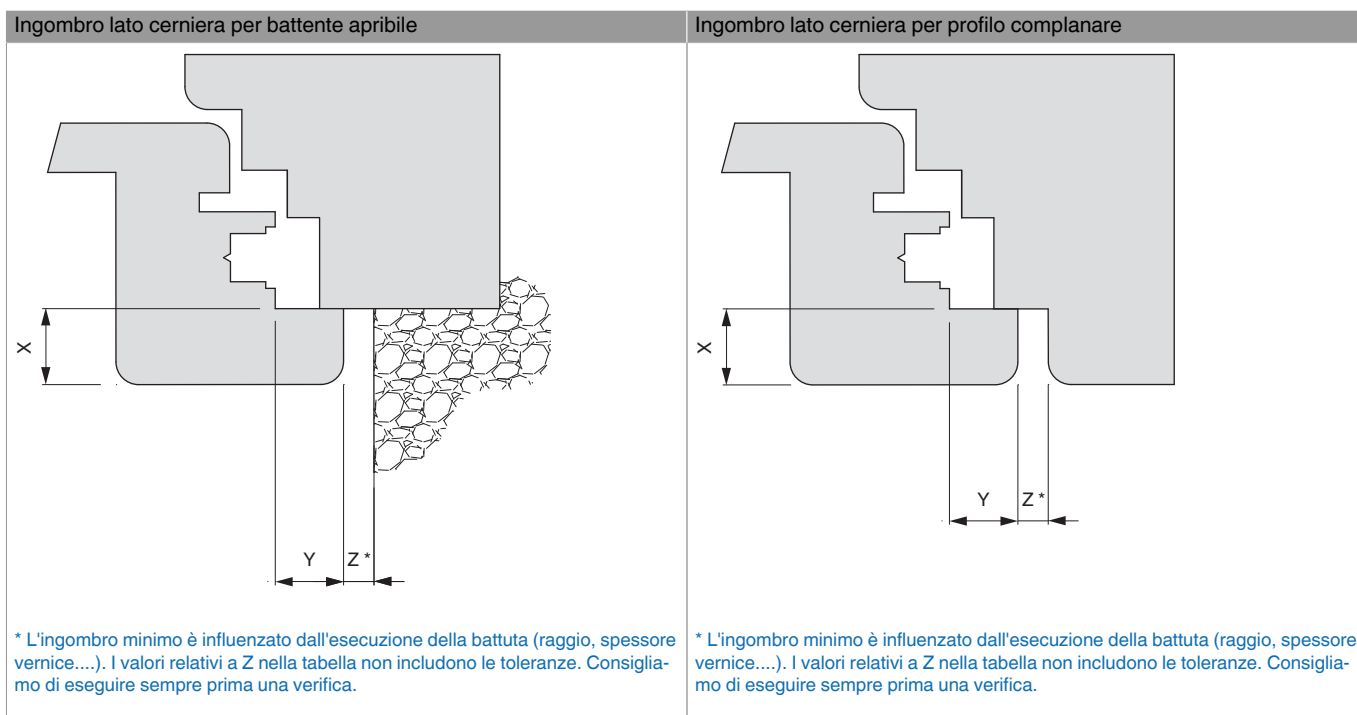 Ingombro lato cerniera per battente apribile
X
Y
Z *
* L'ingombro minimo è influenzato dall'esecuzione della battuta (raggio, spessore
vernice....). I valori relativi a Z nella tabella non includono le toleranze. Consiglia-
mo di eseguire sempre prima una verifica.
Ingombro lato cerniera per profilo complanare
X
Y
Z *
* L'ingombro minimo è influenzato dall'esecuzione della battuta (raggio, spessore
vernice....). I valori relativi a Z nella tabella non includono le toleranze. Consiglia-
mo di eseguire sempre prima una verifica.